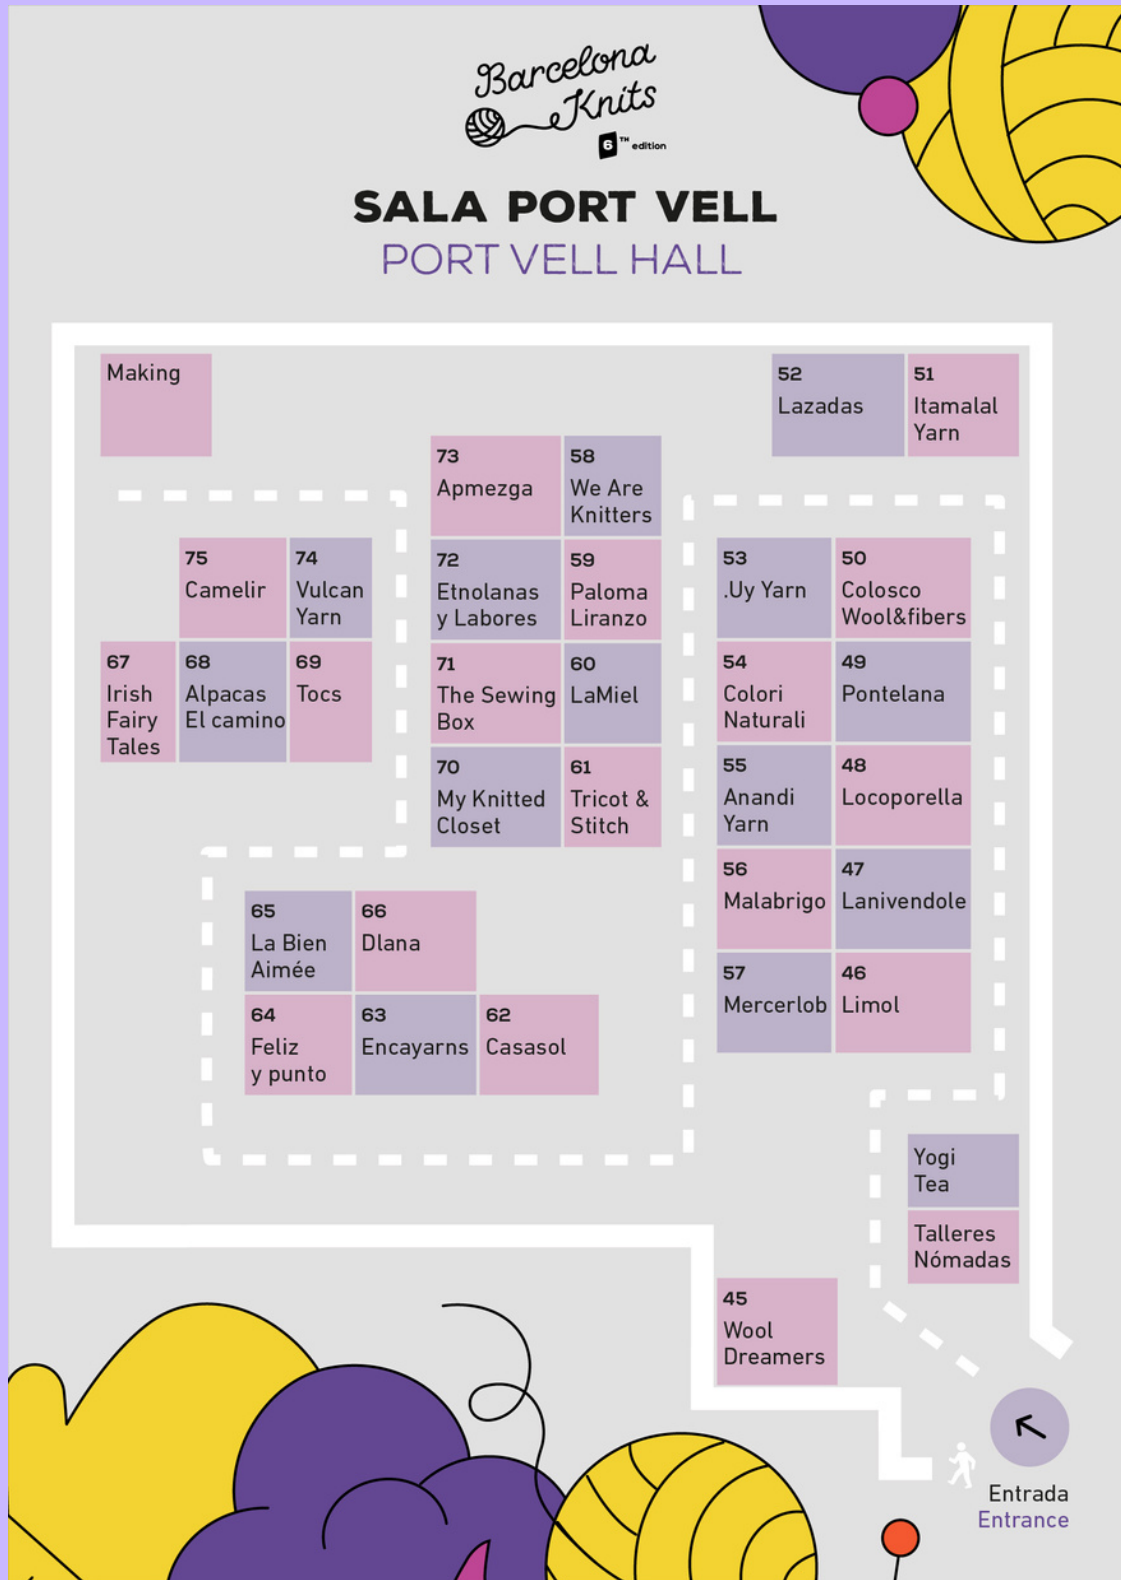 Barcelona
Knits
6TH edition
SALA PORT VELL
PORT VELL HALL
Making
52
Lazadas
51
Itamalal
Yarn
73
Apmezga
58
We Are
Knitters
75
Camelir
74
Vulcan
Yarn
72
Etnolanas
y Labores
59
Paloma
Liranzo
53
.Uy Yarn
50
Colosco
Wool&fibers
67
Irish
Fairy
Tales
68
Alpacas
El camino
69
Tocs
71
The Sewing
Box
60
LaMiel
54
Colori
Naturali
49
Pontelana
70
My Knitted
Closet
61
Tricot &
Stitch
55
Anandi
Yarn
48
Locoporella
65
La Bien
Aimée
66
Dlana
56
Malabrigo
47
Lanivendole
64
Feliz
y punto
63
Encayarns
62
Casasol
57
Mercerlob
46
Limol
Yogi
Tea
Talleres
Nómadas
45
Wool
Dreamers
Entrada
Entrance